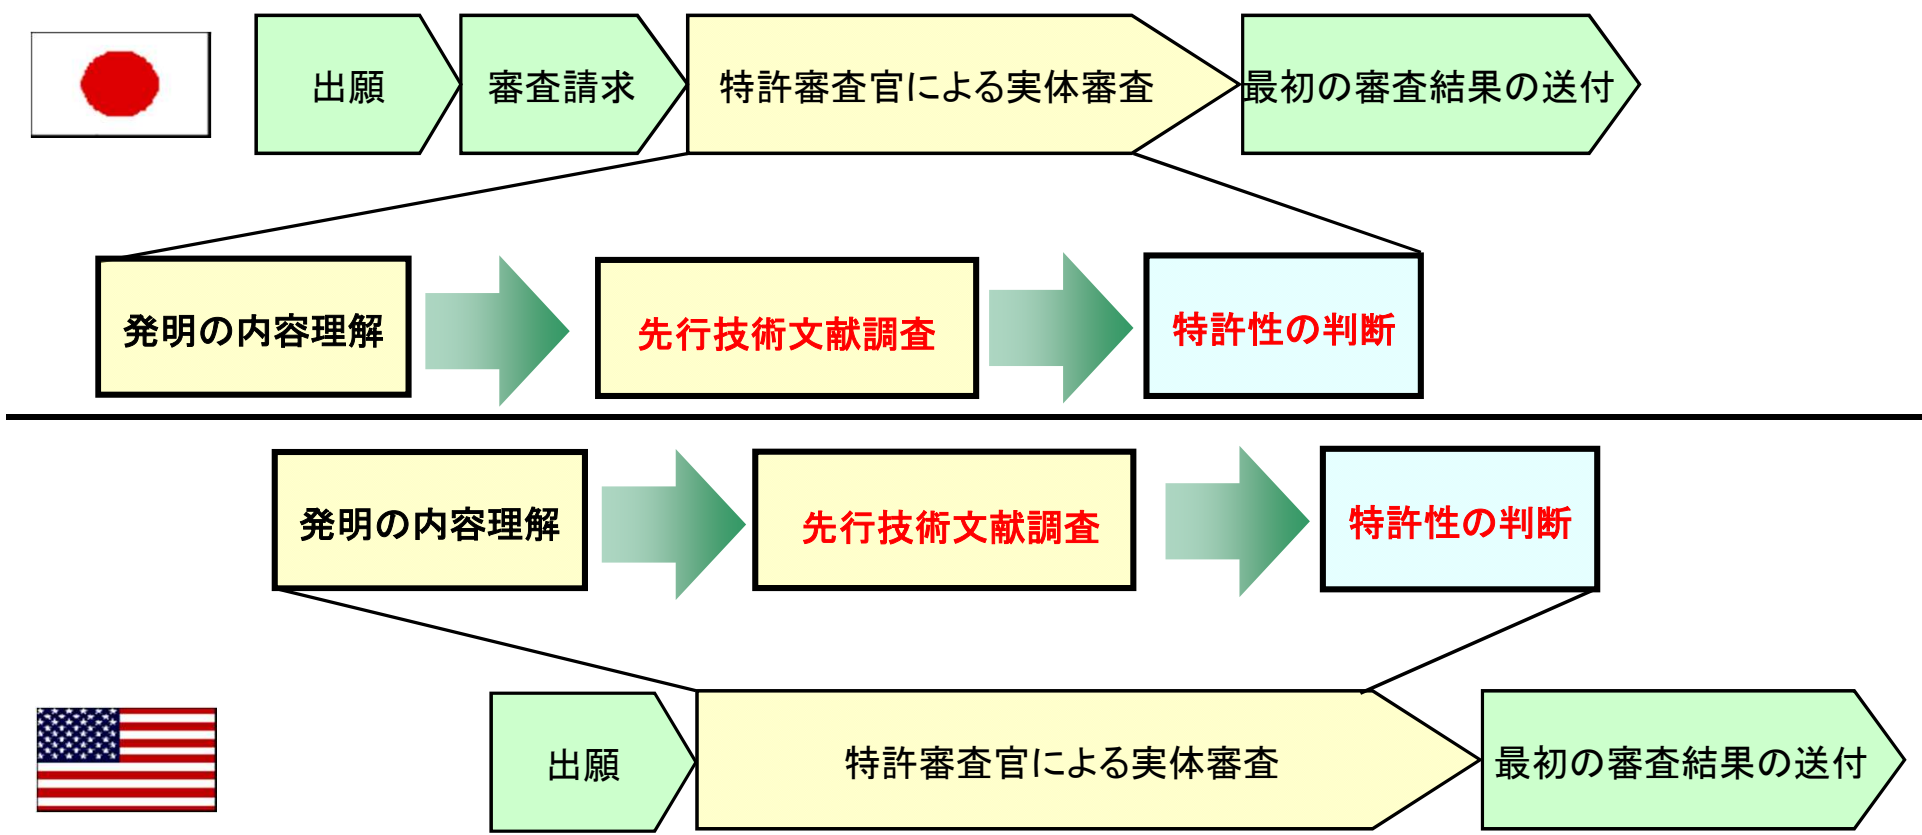 出願
審査請求
特許審査官による実体審査
最初の審査結果の送付
発明の内容理解
先行技術文献調査
特許性の判断
発明の内容理解
先行技術文献調査
特許性の判断
出願
特許審査官による実体審査
最初の審査結果の送付